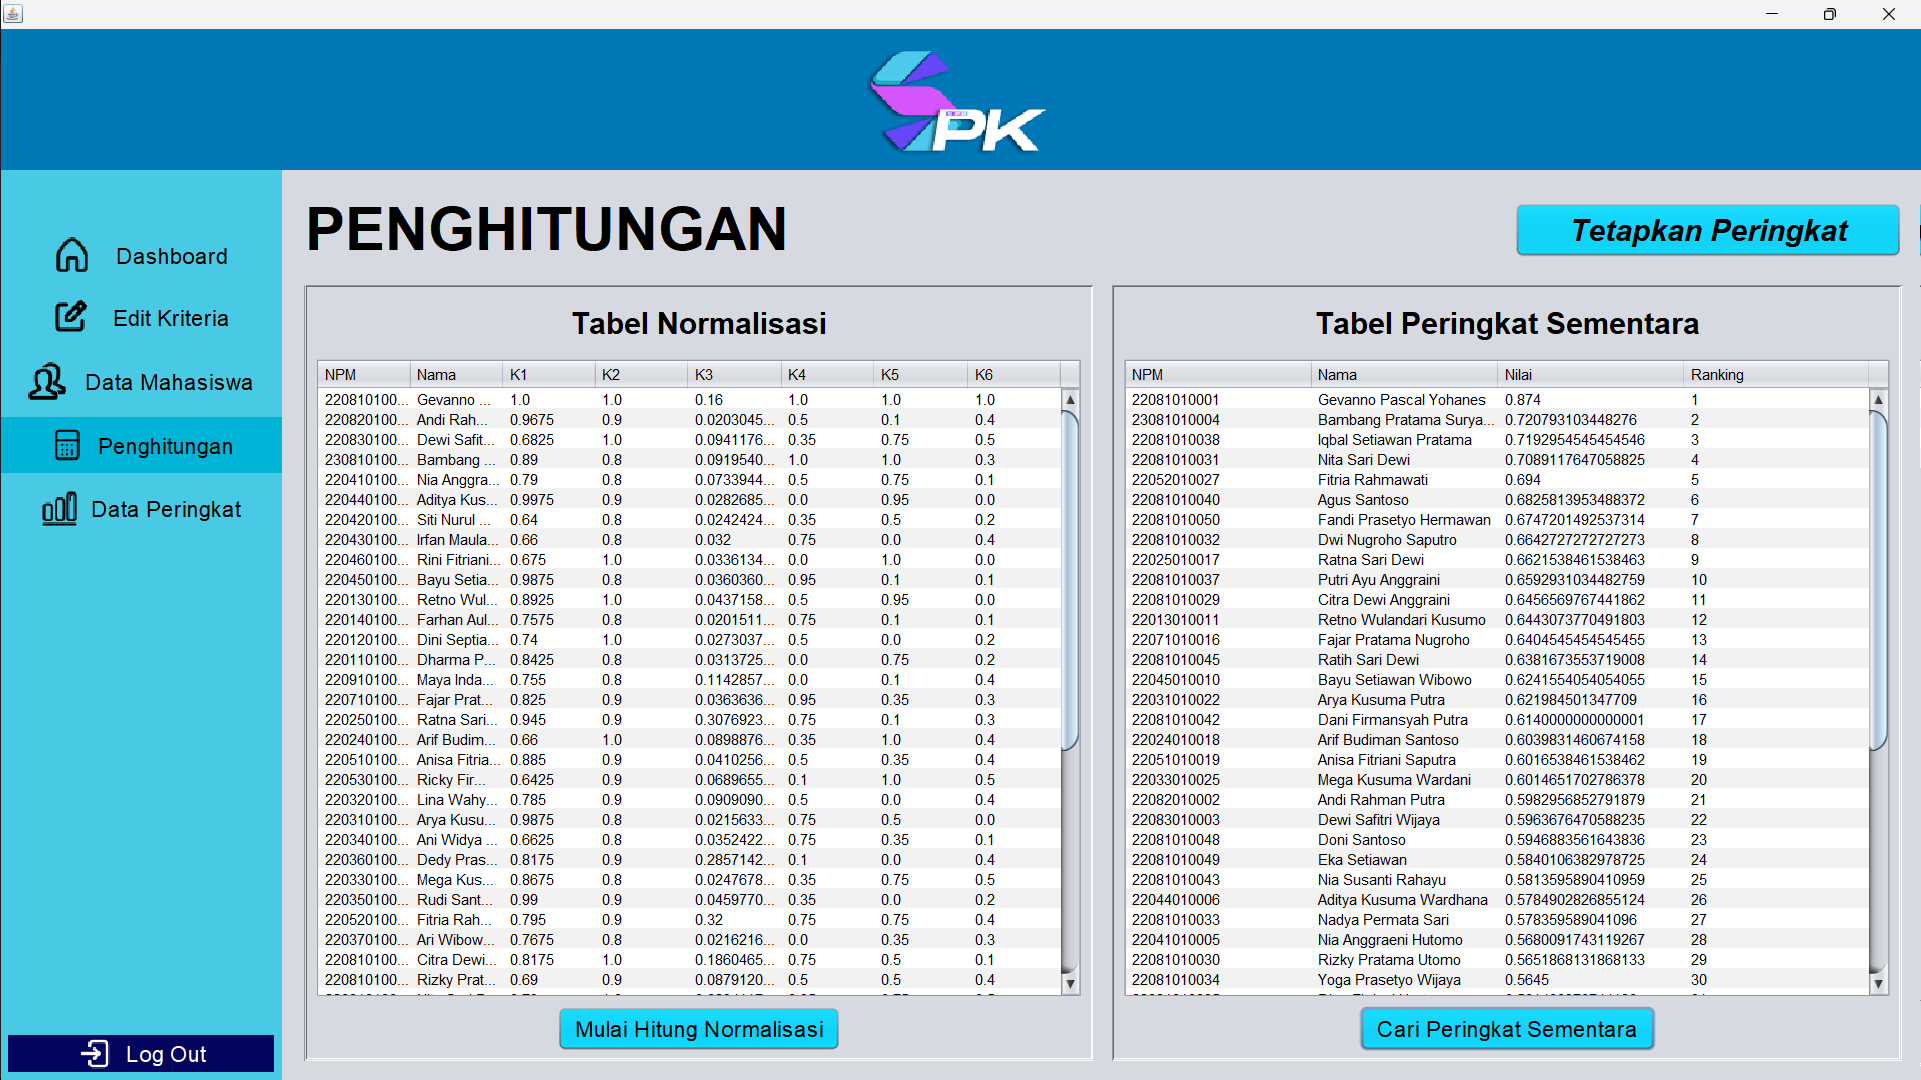 PK
PENGHITUNGAN
Tetapkan Peringkat
Dashboard
Edit Kriteria
Data Mahasiswa
Penghitungan
Data Peringkat
Log Out
Tabel Normalisasi
NPM Nama K1 K2 K3 K4 K5 K6
220810100... Gevanno ... 1.0 1.0 0.16 1.0 1.0 1.0
220820100... Andi Rah... 0.9675 0.9 0.0203045... 0.5 0.1 0.4
220830100... Dewi Safit... 0.6825 1.0 0.0941176... 0.35 0.75 0.5
230810100... Bambang ... 0.89 0.8 0.0919540... 1.0 1.0 0.3
220410100... Nia Anggra... 0.79 0.8 0.0733944... 0.5 0.75 0.1
220440100... Aditya Kus... 0.9975 0.9 0.0282685... 0.0 0.95 0.0
220420100... Siti Nurul ... 0.64 0.8 0.0242424... 0.35 0.5 0.2
220430100... Irfan Maula... 0.66 0.8 0.032 0.75 0.0 0.4
220460100... Rini Fitriani... 0.675 1.0 0.0336134... 0.0 1.0 0.0
220450100... Bayu Setia... 0.9875 0.8 0.0360360... 0.95 0.1 0.1
220130100... Retno Wul... 0.8925 1.0 0.0437158... 0.5 0.95 0.0
220140100... Farhan Aul... 0.7575 0.8 0.0201511... 0.75 0.1 0.1
220120100... Dini Septia... 0.74 1.0 0.0273037... 0.5 0.0 0.2
220110100... Dharma P... 0.8425 0.8 0.0313725... 0.0 0.75 0.2
220910100... Maya Inda... 0.755 0.8 0.1142857... 0.0 0.1 0.4
220710100... Fajar Prat... 0.825 0.9 0.0363636... 0.95 0.35 0.3
220250100... Ratna Sari... 0.945 0.9 0.3076923... 0.75 0.1 0.3
220240100... Arif Budim... 0.66 1.0 0.0898876... 0.35 1.0 0.4
220510100... Anisa Fitria... 0.885 0.9 0.0410256... 0.5 0.35 0.4
220530100... Ricky Fir... 0.6425 0.9 0.0689655... 0.1 1.0 0.5
220320100... Lina Wahy... 0.785 0.9 0.0909090... 0.5 0.0 0.4
220310100... Arya Kusu... 0.9875 0.8 0.0215633... 0.75 0.5 0.0
220340100... Ani Widya ... 0.6625 0.8 0.0352422... 0.75 0.35 0.1
220360100... Dedy Pras... 0.8175 0.9 0.2857142... 0.1 0.0 0.4
220330100... Mega Kus... 0.8675 0.8 0.0247678... 0.35 0.75 0.5
220350100... Rudi Sant... 0.99 0.9 0.0459770... 0.35 0.0 0.2
220520100... Fitria Rah... 0.795 0.9 0.32 0.75 0.75 0.4
220370100... Ari Wibow... 0.7675 0.8 0.0216216... 0.0 0.35 0.3
220810100... Citra Dewi... 0.8175 1.0 0.1860465... 0.75 0.5 0.1
220810100... Rizky Prat... 0.69 0.9 0.0879120... 0.5 0.5 0.4
Mulai Hitung Normalisasi
Tabel Peringkat Sementara
NPM Nama Nilai Ranking
22081010001 Gevanno Pascal Yohanes 0.874 1
23081010004 Bambang Pratama Surya... 0.720793103448276 2
22081010038 Iqbal Setiawan Pratama 0.7192954545454546 3
22081010031 Nita Sari Dewi 0.7089117647058825 4
22052010027 Fitria Rahmawati 0.694 5
22081010040 Agus Santoso 0.6825813953488372 6
22081010050 Fandi Prasetyo Hermawan 0.6747201492537314 7
22081010032 Dwi Nugroho Saputro 0.6642727272727273 8
22025010017 Ratna Sari Dewi 0.6621538461538463 9
22081010037 Putri Ayu Anggraini 0.6592931034482759 10
22081010029 Citra Dewi Anggraini 0.6456569767441862 11
22013010011 Retno Wulandari Kusumo 0.6443073770491803 12
22071010016 Fajar Pratama Nugroho 0.6404545454545455 13
22081010045 Ratih Sari Dewi 0.6381673553719008 14
22045010010 Bayu Setiawan Wibowo 0.6241554054054055 15
22031010022 Arya Kusuma Putra 0.621984501347709 16
22081010042 Dani Firmansyah Putra 0.6140000000000001 17
22024010018 Arif Budiman Santoso 0.6039831460674158 18
22051010019 Anisa Fitriani Saputra 0.6016538461538462 19
22033010025 Mega Kusuma Wardani 0.6014651702786378 20
22082010002 Andi Rahman Putra 0.5982956852791879 21
22083010003 Dewi Safitri Wijaya 0.5963676470588235 22
22081010048 Doni Santoso 0.5946883561643836 23
22081010049 Eka Setiawan 0.5840106382978725 24
22081010043 Nia Susanti Rahayu 0.5813595890410959 25
22044010006 Aditya Kusuma Wardhana 0.5784902826855124 26
22081010033 Nadya Permata Sari 0.578359589041096 27
22041010005 Nia Anggraeni Hutomo 0.5680091743119267 28
22081010030 Rizky Pratama Utomo 0.5651868131868133 29
22081010034 Yoga Prasetyo Wijaya 0.5645 30
Cari Peringkat Sementara